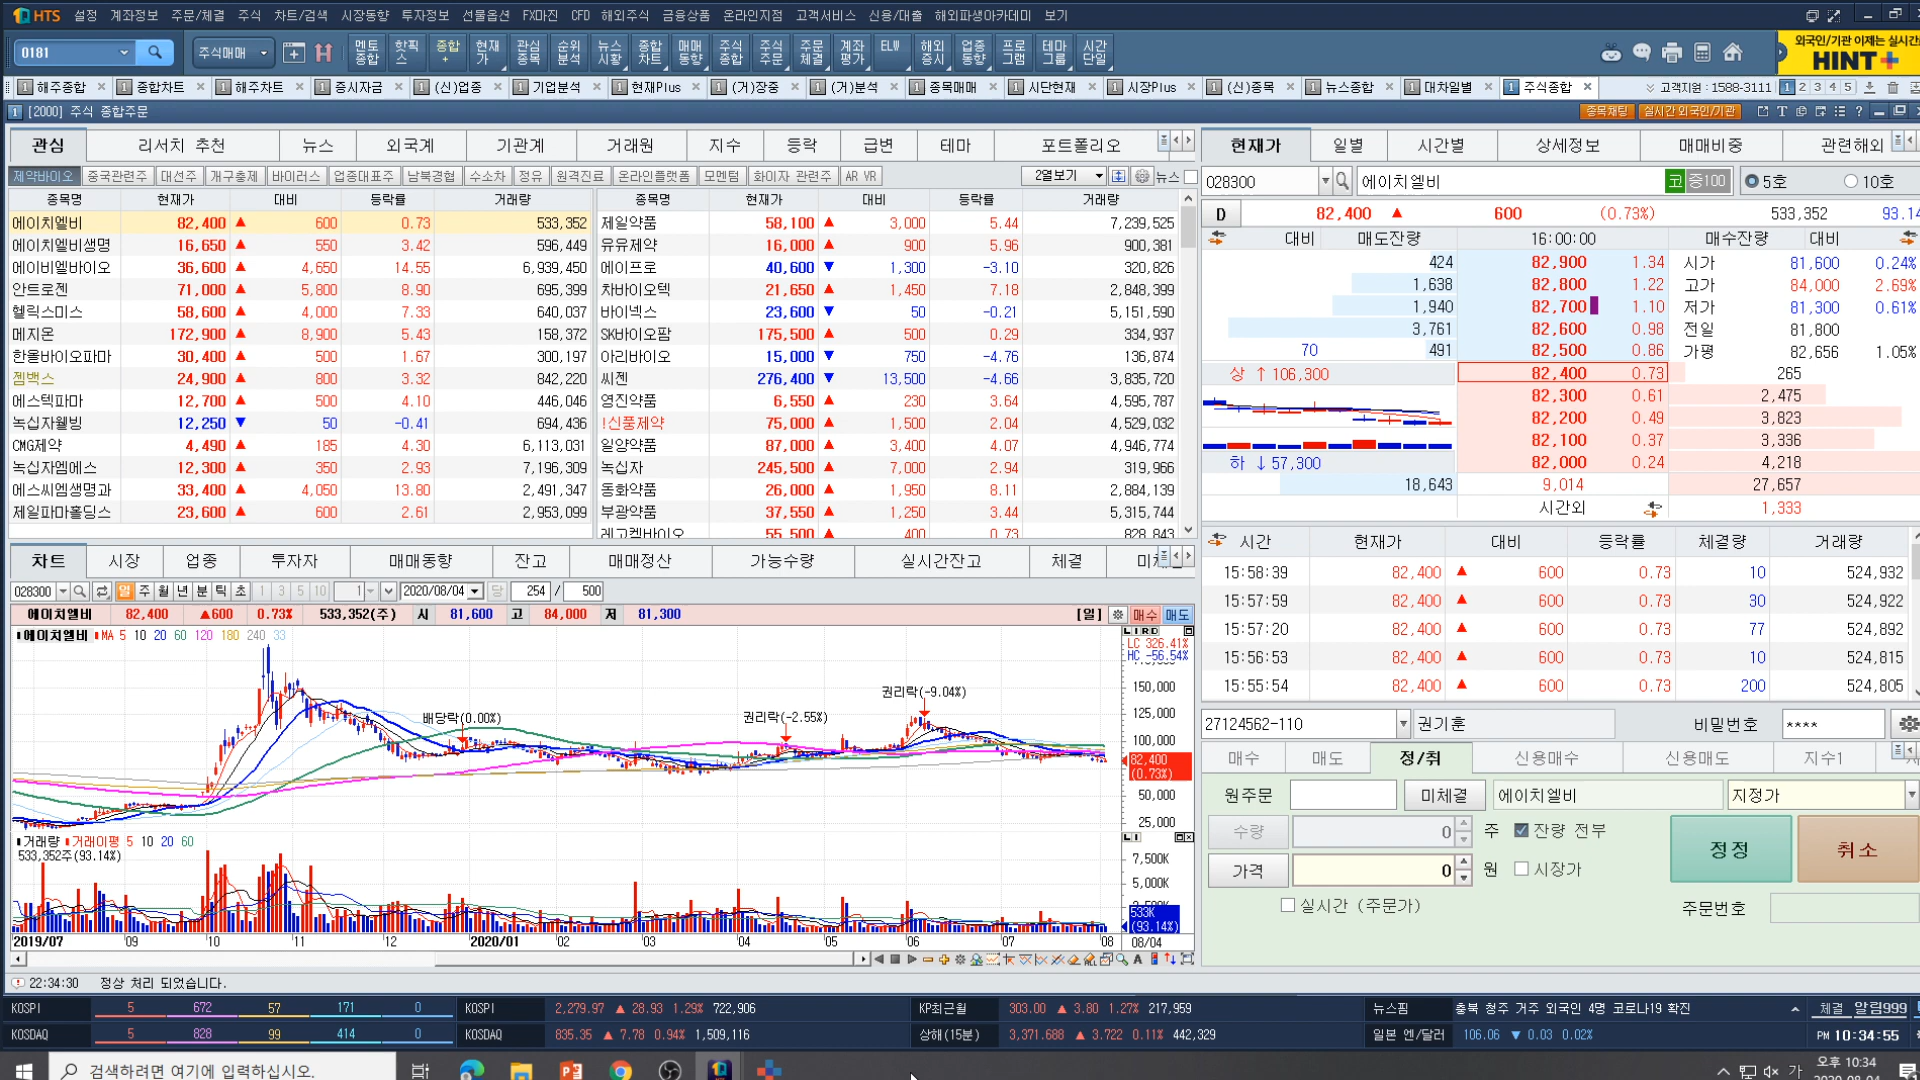 HTS 설정 계좌정보 주문/체결 주식 차트/검색 시장동향 투자정보 선물옵션 FX마진 CFD 해외주식 금융상품 온라인지점 고객서비스 신용/대출 해외파생아카데미 보기
0181 주식매매 멘토종합 핫픽스 종합+ 현재가 관심종목 순위분석 뉴스시황 종합차트 매매동향 주식종합 주식주문 주문체결 계좌평가 ELW 해외증시 업종동향 프로그램 테마그룹 시간단일 외국인/기관 이제는 실시간 HINT+
해주종합 종합차트 해주차트 증시자금 (신)업종 기업분석 현재Plus (거)장중 (거)분석 종목매매 시단현재 시장Plus (신)종목 뉴스종합 대차일별 주식종합 고객지원 : 1588-3111 1 2 3 4 5
1 [2000] 주식 종합주문 종목채팅 실시간외국인/기관
관심 리서치 추천 뉴스 외국계 기관계 거래원 지수 등락 급변 테마 포트폴리오
제약바이오 중국관련주 대선주 개구총제 바이러스 업종대표주 남북경협 수소차 정유 원격진료 온라인플랫폼 모멘텀 화이자 관련주 AR VR 2열보기 뉴스
종목명 현재가 대비 등락률 거래량 종목명 현재가 대비 등락률 거래량
에이치엘비 82,400 ▲ 600 0.73 533,352 제일약품 58,100 ▲ 3,000 5.44 7,239,525
에이치엘비생명 16,650 ▲ 550 3.42 596,449 유유제약 16,000 ▲ 900 5.96 900,381
에이비엘바이오 36,600 ▲ 4,650 14.55 6,939,450 에이프로 40,600 ▼ 1,300 -3.10 320,826
안트로젠 71,000 ▲ 5,800 8.90 695,399 차바이오텍 21,650 ▲ 1,450 7.18 2,848,399
헬릭스미스 58,600 ▲ 4,000 7.33 640,037 바이넥스 23,600 ▼ 50 -0.21 5,151,590
메지온 172,900 ▲ 8,900 5.43 158,372 SK바이오팜 175,500 ▲ 500 0.29 334,937
한올바이오파마 30,400 ▲ 500 1.67 300,197 아리바이오 15,000 ▼ 750 -4.76 136,874
젬백스 24,900 ▲ 800 3.32 842,220 씨젠 276,400 ▼ 13,500 -4.66 3,835,720
에스텍파마 12,700 ▲ 500 4.10 446,046 영진약품 6,550 ▲ 230 3.64 4,595,787
녹십자웰빙 12,250 ▼ 50 -0.41 694,436 !신풍제약 75,000 ▲ 1,500 2.04 4,529,032
CMG제약 4,490 ▲ 185 4.30 6,113,031 일양약품 87,000 ▲ 3,400 4.07 4,946,774
녹십자엠에스 12,300 ▲ 350 2.93 7,196,309 녹십자 245,500 ▲ 7,000 2.94 319,966
에스씨엠생명과 33,400 ▲ 4,050 13.80 2,491,347 동화약품 26,000 ▲ 1,950 8.11 2,884,139
제일파마홀딩스 23,600 ▲ 600 2.61 2,953,099 부광약품 37,550 ▲ 1,250 3.44 5,315,744
레고켐바이오 55,500 ▲ 400 0.73 828,843
차트 시장 업종 투자자 매매동향 잔고 매매정산 가능수량 실시간잔고 체결
028300 일 주 월 년 분 틱 초 1 3 5 10 1 2020/08/04 당 254 / 500
에이치엘비 82,400 ▲600 0.73% 533,352(주) 시 81,600 고 84,000 저 81,300 [일] 매수 매도
에이치엘비 MA 5 10 20 60 120 180 240 33
LC 326.41%
HC -56.54%
권리락(-9.04%)
150,000
배당락(0.00%) 권리락(-2.55%)
125,000
100,000
82,400
(0.73%)
50,000
25,000
거래량 거래이평 5 10 20 60
533,352주(93.14%)
7,500K
5,000K
533K
(93.14%)
2019/07 09 10 11 12 2020/01 02 03 04 05 06 07 08 08/04
현재가 일별 시간별 상세정보 매매비중 관련해외
028300 에이치엘비 코 증100 5호 10호
D 82,400 ▲ 600 (0.73%) 533,352 93.14
대비 매도잔량 16:00:00 매수잔량 대비
424 82,900 1.34 시가 81,600 0.24%
1,638 82,800 1.22 고가 84,000 2.69%
1,940 82,700 1.10 저가 81,300 0.61%
3,761 82,600 0.98 전일 81,800
70 491 82,500 0.86 가평 82,656 1.05%
상 ↑ 106,300 82,400 0.73 265
82,300 0.61 2,475
82,200 0.49 3,823
82,100 0.37 3,336
하 ↓ 57,300 82,000 0.24 4,218
18,643 9,014 27,657
시간외 1,333
시간 현재가 대비 등락률 체결량 거래량
15:58:39 82,400 ▲ 600 0.73 10 524,932
15:57:59 82,400 ▲ 600 0.73 30 524,922
15:57:20 82,400 ▲ 600 0.73 77 524,892
15:56:53 82,400 ▲ 600 0.73 10 524,815
15:55:54 82,400 ▲ 600 0.73 200 524,805
27124562-110 권기훈 비밀번호 ****
매수 매도 정/취 신용매수 신용매도 지수1
원주문 미체결 에이치엘비 지정가
수량 0 주 잔량 전부 정정 취소
가격 0 원 시장가
실시간 (주문가) 주문번호
22:34:30 정상 처리 되었습니다.
KOSPI 5 672 57 171 0 KOSPI 2,279.97 ▲ 28.93 1.29% 722,906 KP최근월 303.00 ▲ 3.80 1.27% 217,959 뉴스핌 충북 청주 거주 외국인 4명 코로나19 확진 체결 알림999
KOSDAQ 5 828 99 414 0 KOSDAQ 835.35 ▲ 7.78 0.94% 1,509,116 상해(15분) 3,371.688 ▲ 3.722 0.11% 442,329 일본 엔/달러 106.06 ▼ 0.03 0.02% PM 10:34:55
검색하려면 여기에 입력하십시오. 가 오후 10:34
2020-08-04